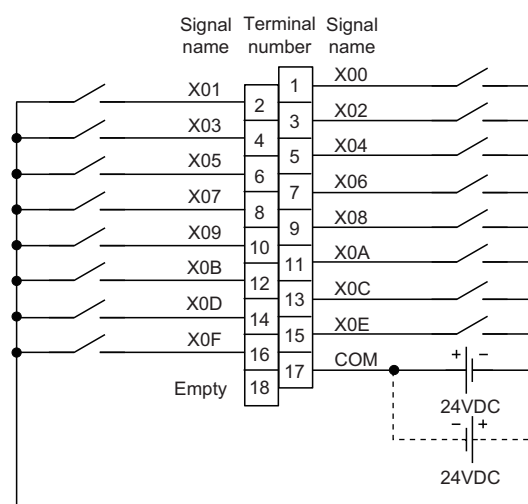 Signal name Terminal number Signal name
1 X00
X01 2
3 X02
X03 4
5 X04
X05 6
7 X06
X07 8
9 X08
X09 10
11 X0A
X0B 12
13 X0C
X0D 14
15 X0E
X0F 16
17 COM + −
Empty 18
24VDC
− +
24VDC